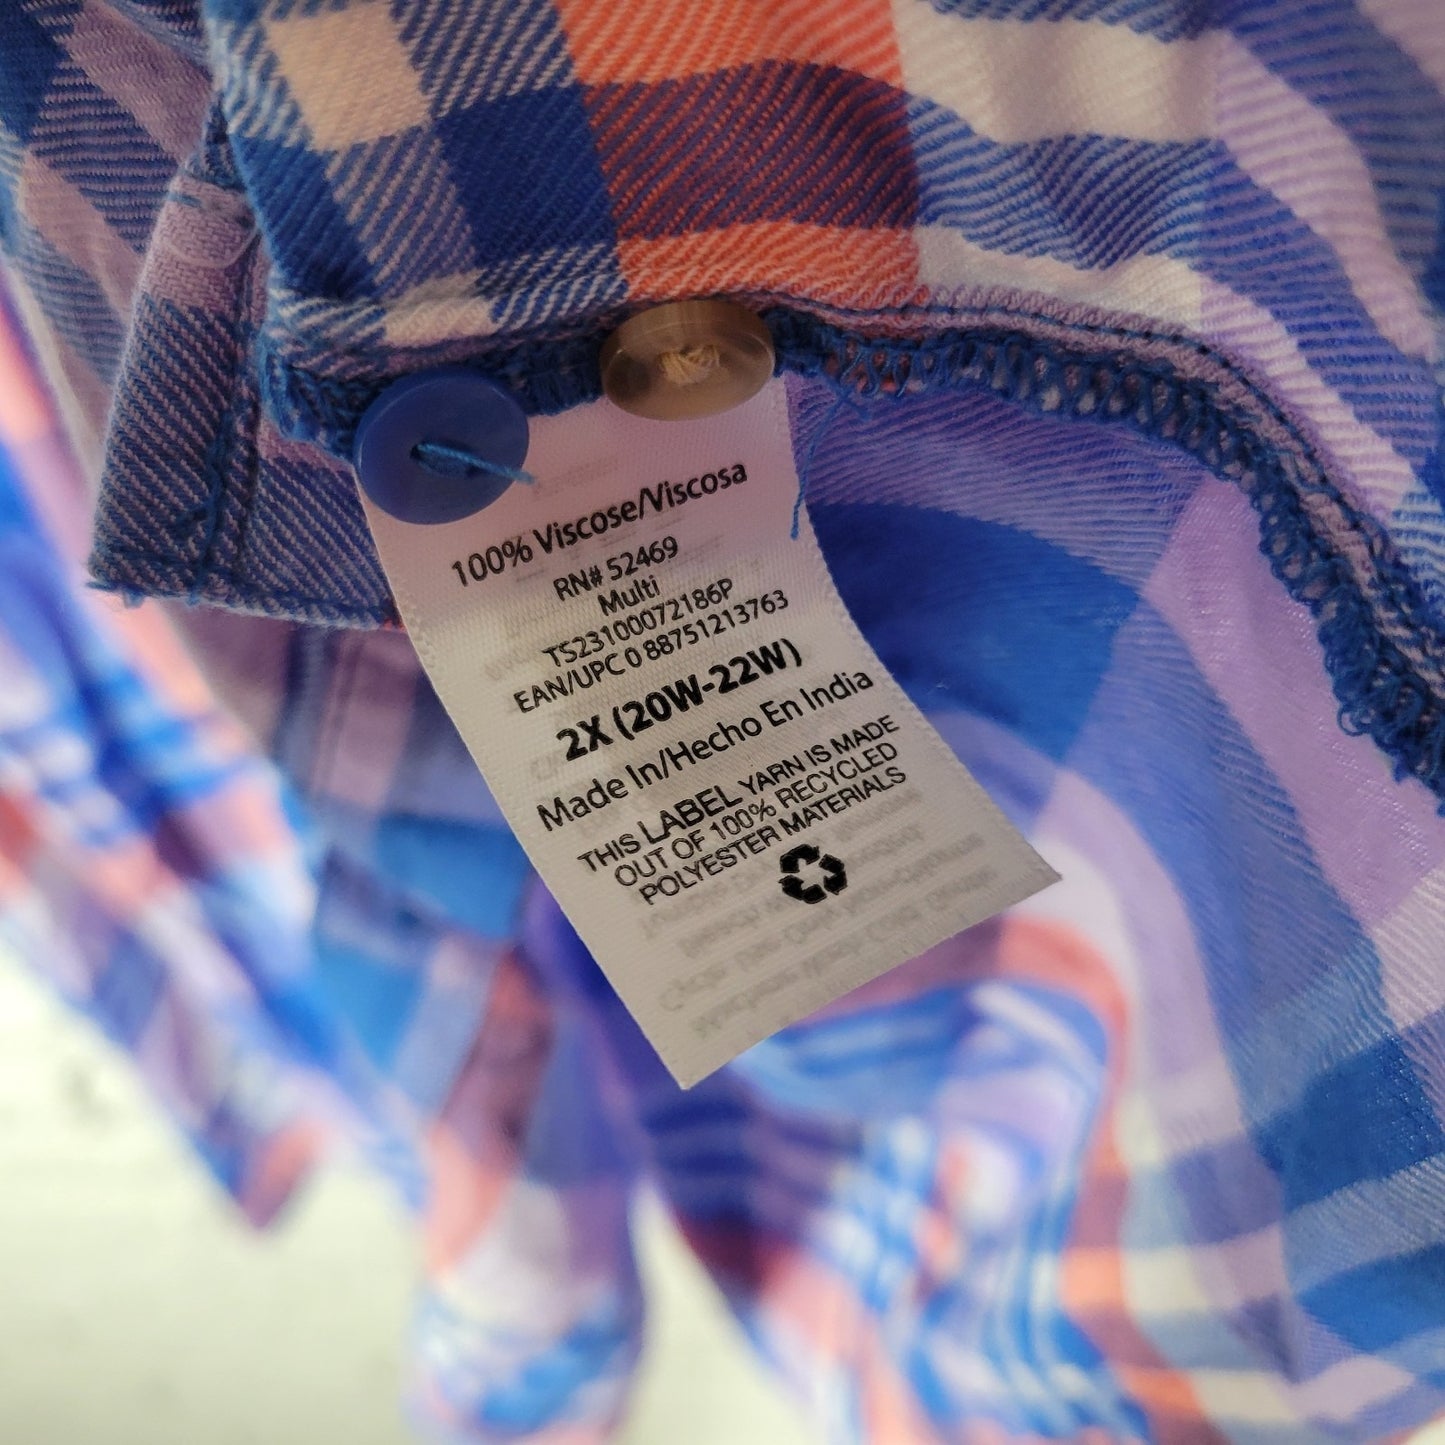 100% Viscose/Viscosa
RN# 52469
Multi
TS23100072186P
EAN/UPC 0 88751213763
2X (20W-22W)
Made In/Hecho En India
THIS LABEL YARN IS MADE
OUT OF 100% RECYCLED
POLYESTER MATERIALS